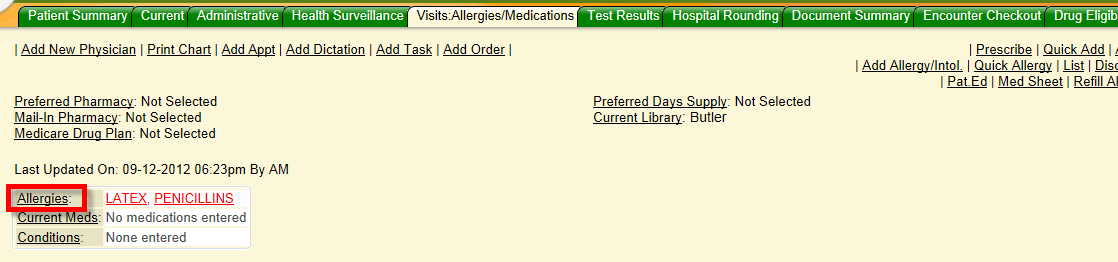 Patient Summary Current Administrative Health Surveillance Visits:Allergies/Medications Test Results Hospital Rounding Document Summary Encounter Checkout Drug Eligib
| Add New Physician | Print Chart | Add Appt | Add Dictation | Add Task | Add Order | | Prescribe | Quick Add |
| Add Allergy/Intol. | Quick Allergy | List | Disc
| Pat.Ed | Med Sheet | Refill Al
Preferred Pharmacy: Not Selected Preferred Days Supply: Not Selected
Mail-In Pharmacy: Not Selected Current Library: Butler
Medicare Drug Plan: Not Selected
Last Updated On: 09-12-2012 06:23pm By AM
Allergies: LATEX, PENICILLINS
Current Meds: No medications entered
Conditions: None entered